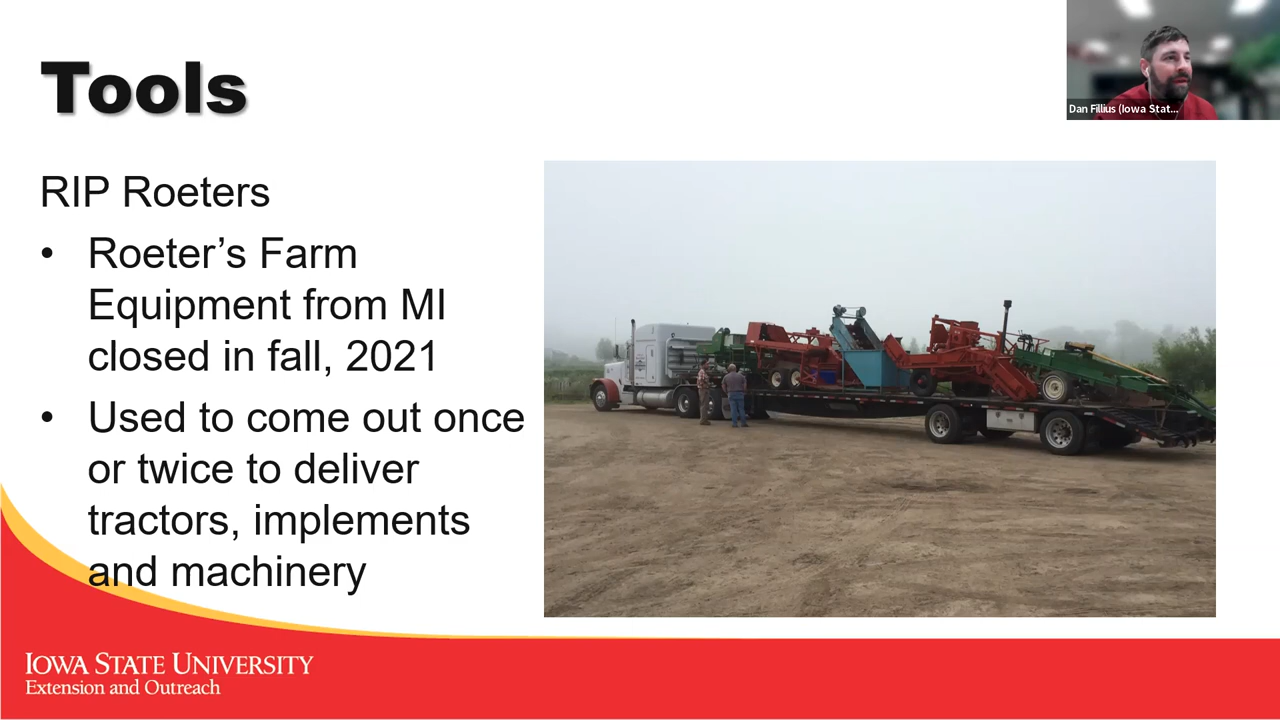 Tools
Dan Fillius (Iowa Stat...
RIP Roeters
• Roeter’s Farm
Equipment from MI
closed in fall, 2021
• Used to come out once
or twice to deliver
tractors, implements
and machinery
IOWA STATE UNIVERSITY
Extension and Outreach